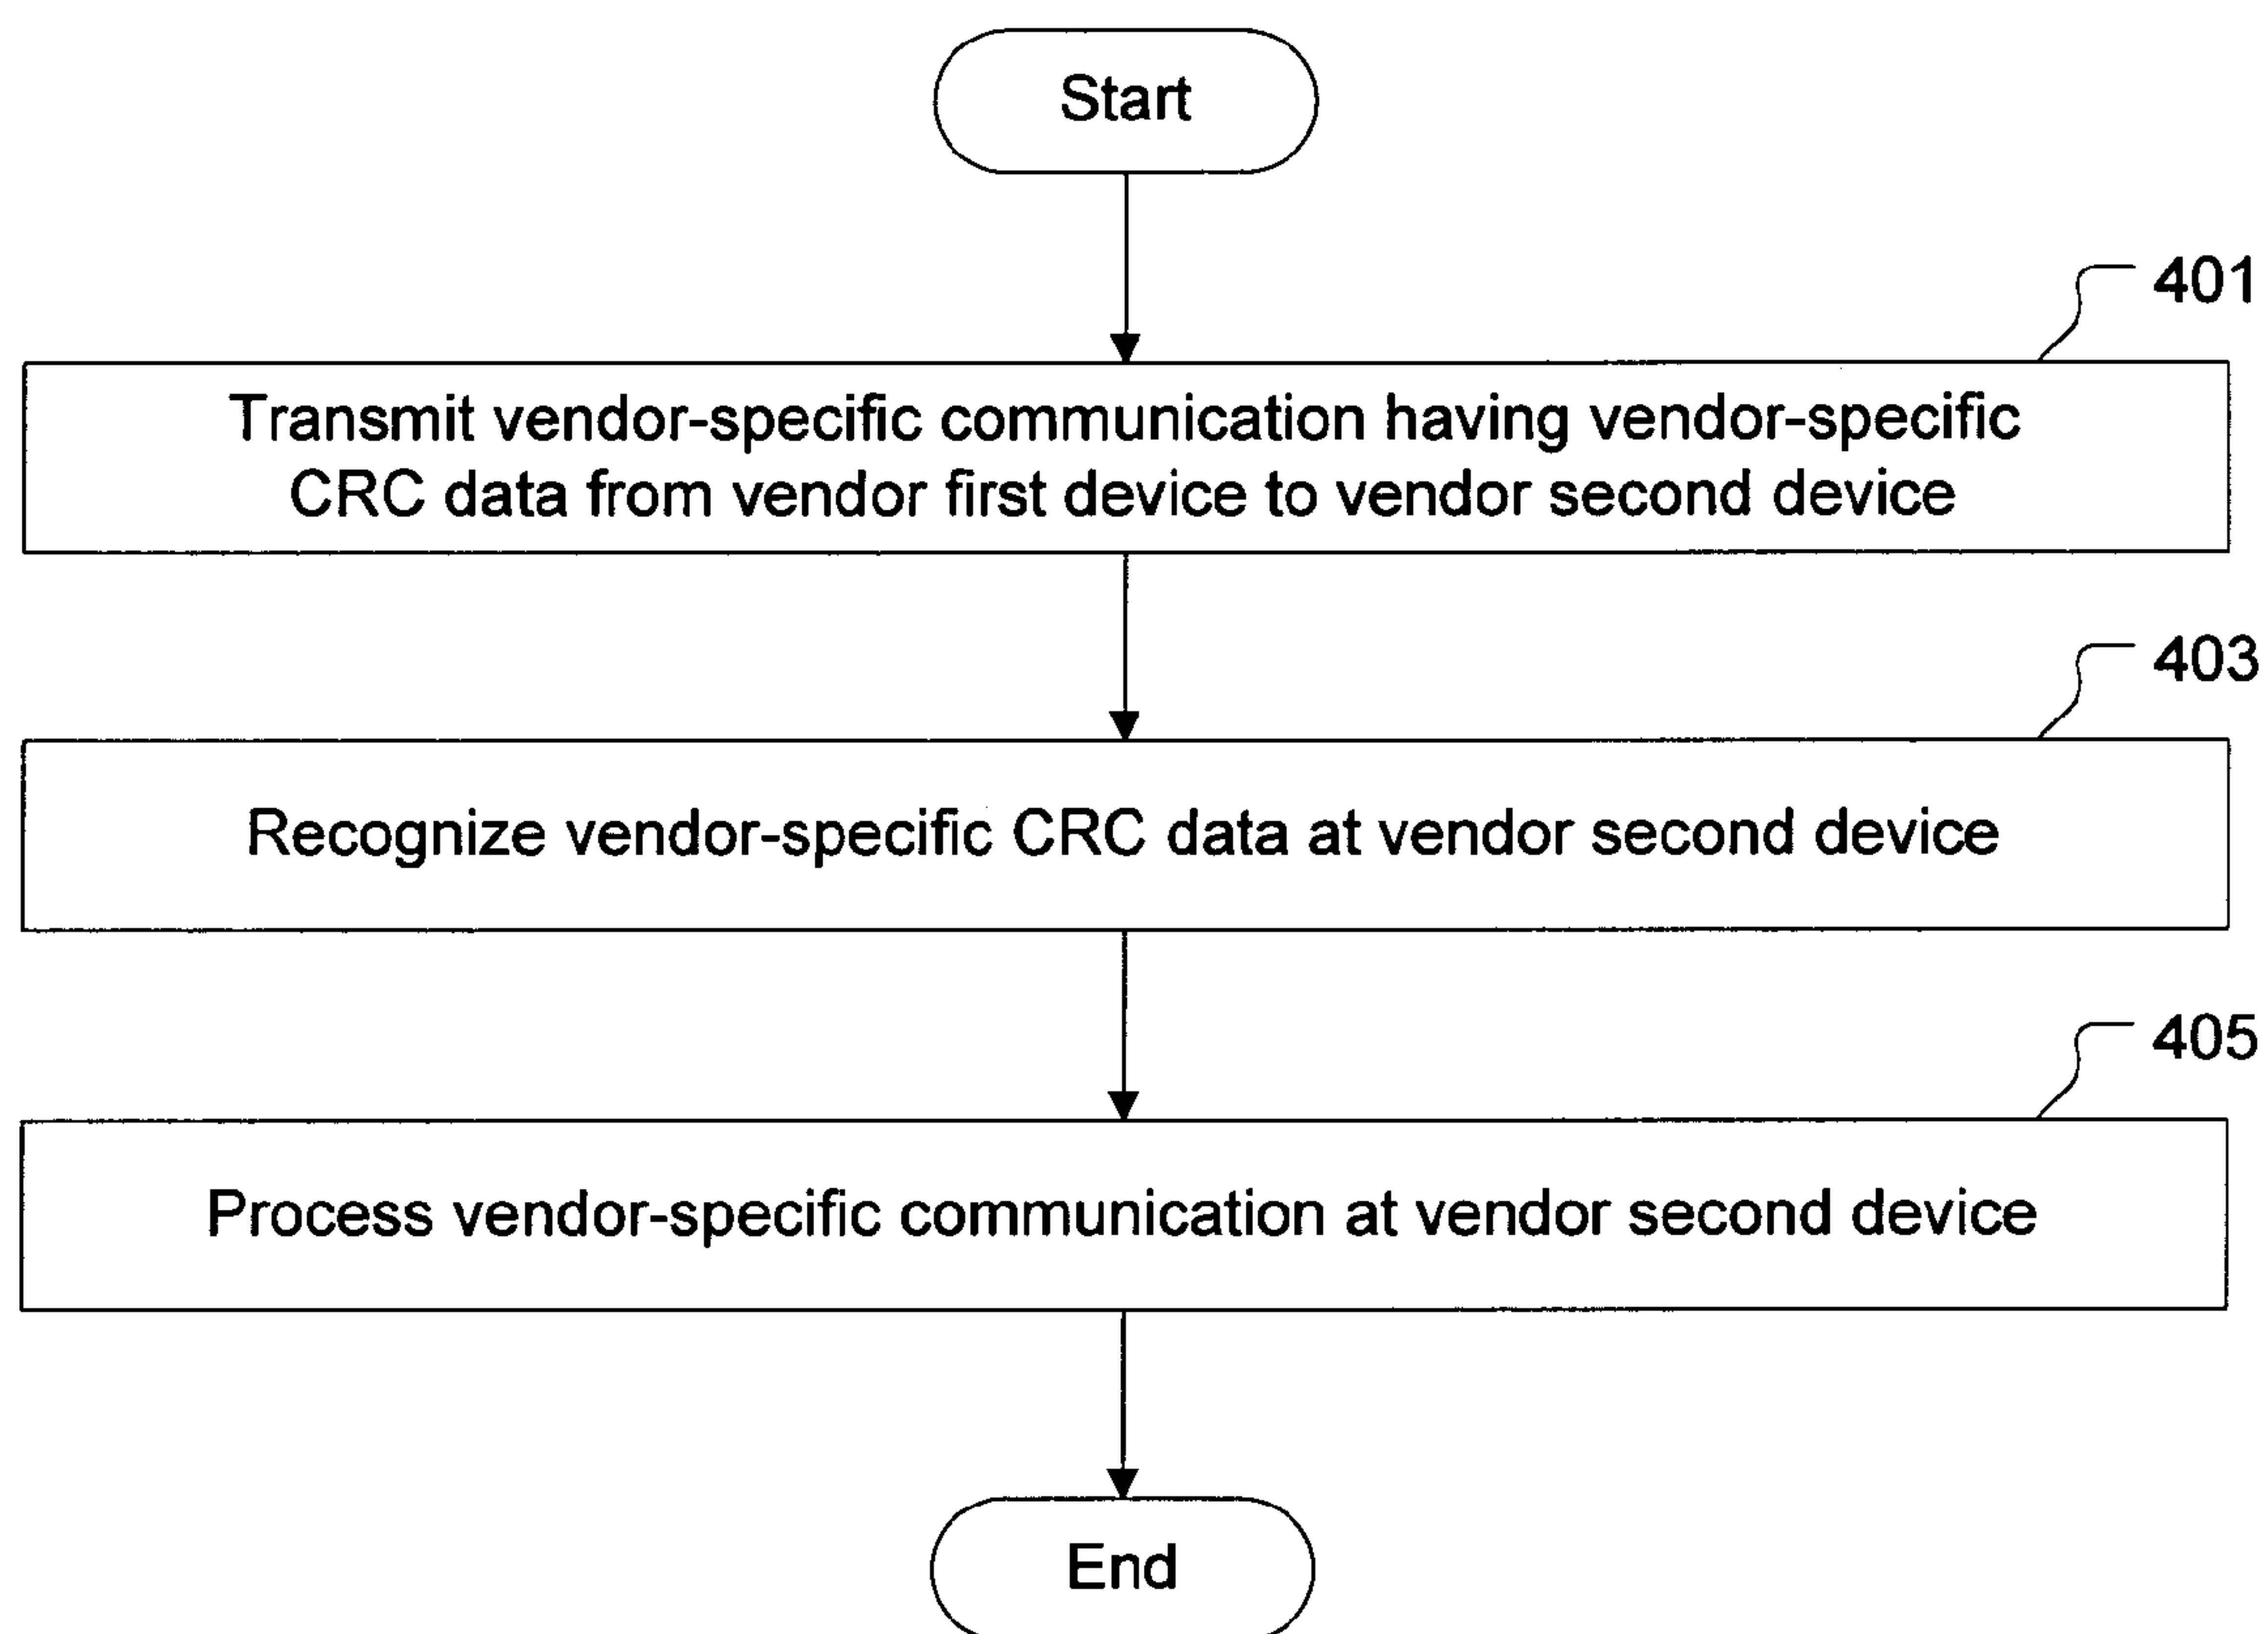 Start
401
Transmit vendor-specific communication having vendor-specific
CRC data from vendor first device to vendor second device
403
Recognize vendor-specific CRC data at vendor second device
405
Process vendor-specific communication at vendor second device
End